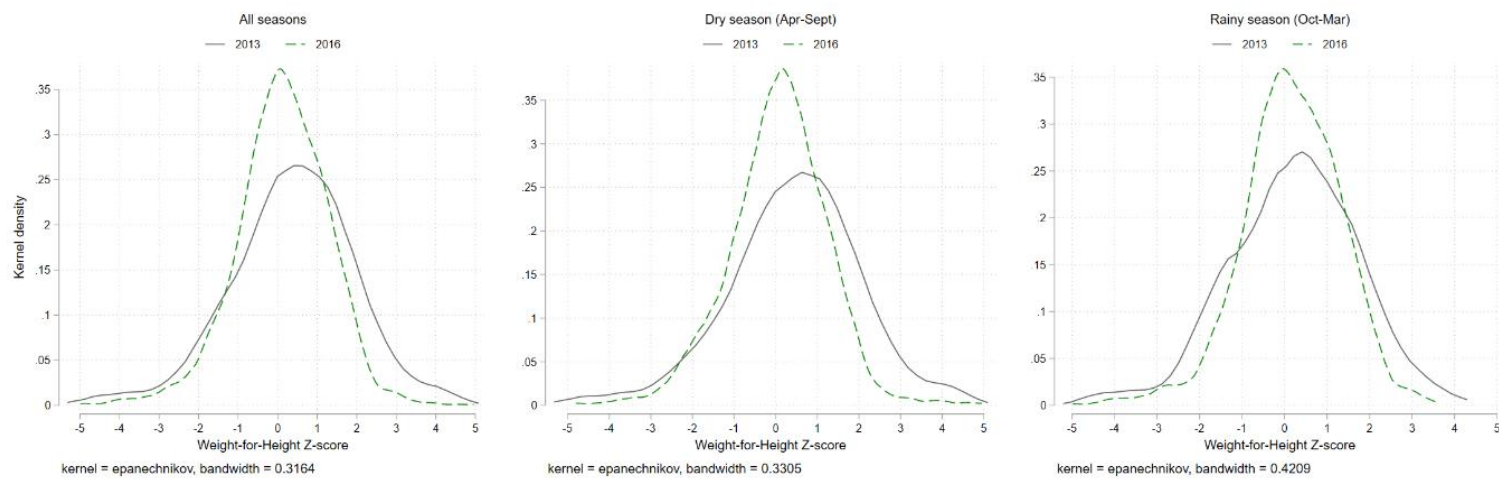 All seasons
2013 2016
Kernel density
.35
.3
.25
.2
.15
.1
.05
0
-5 -4 -3 -2 -1 0 1 2 3 4 5
Weight-for-Height Z-score
kernel = epanechnikov, bandwidth = 0.3164
Dry season (Apr-Sept)
2013 2016
.35
.3
.25
.2
.15
.1
.05
0
-5 -4 -3 -2 -1 0 1 2 3 4 5
Weight-for-Height Z-score
kernel = epanechnikov, bandwidth = 0.3305
Rainy season (Oct-Mar)
2013 2016
.35
.3
.25
.2
.15
.1
.05
0
-5 -4 -3 -2 -1 0 1 2 3 4 5
Weight-for-Height Z-score
kernel = epanechnikov, bandwidth = 0.4209